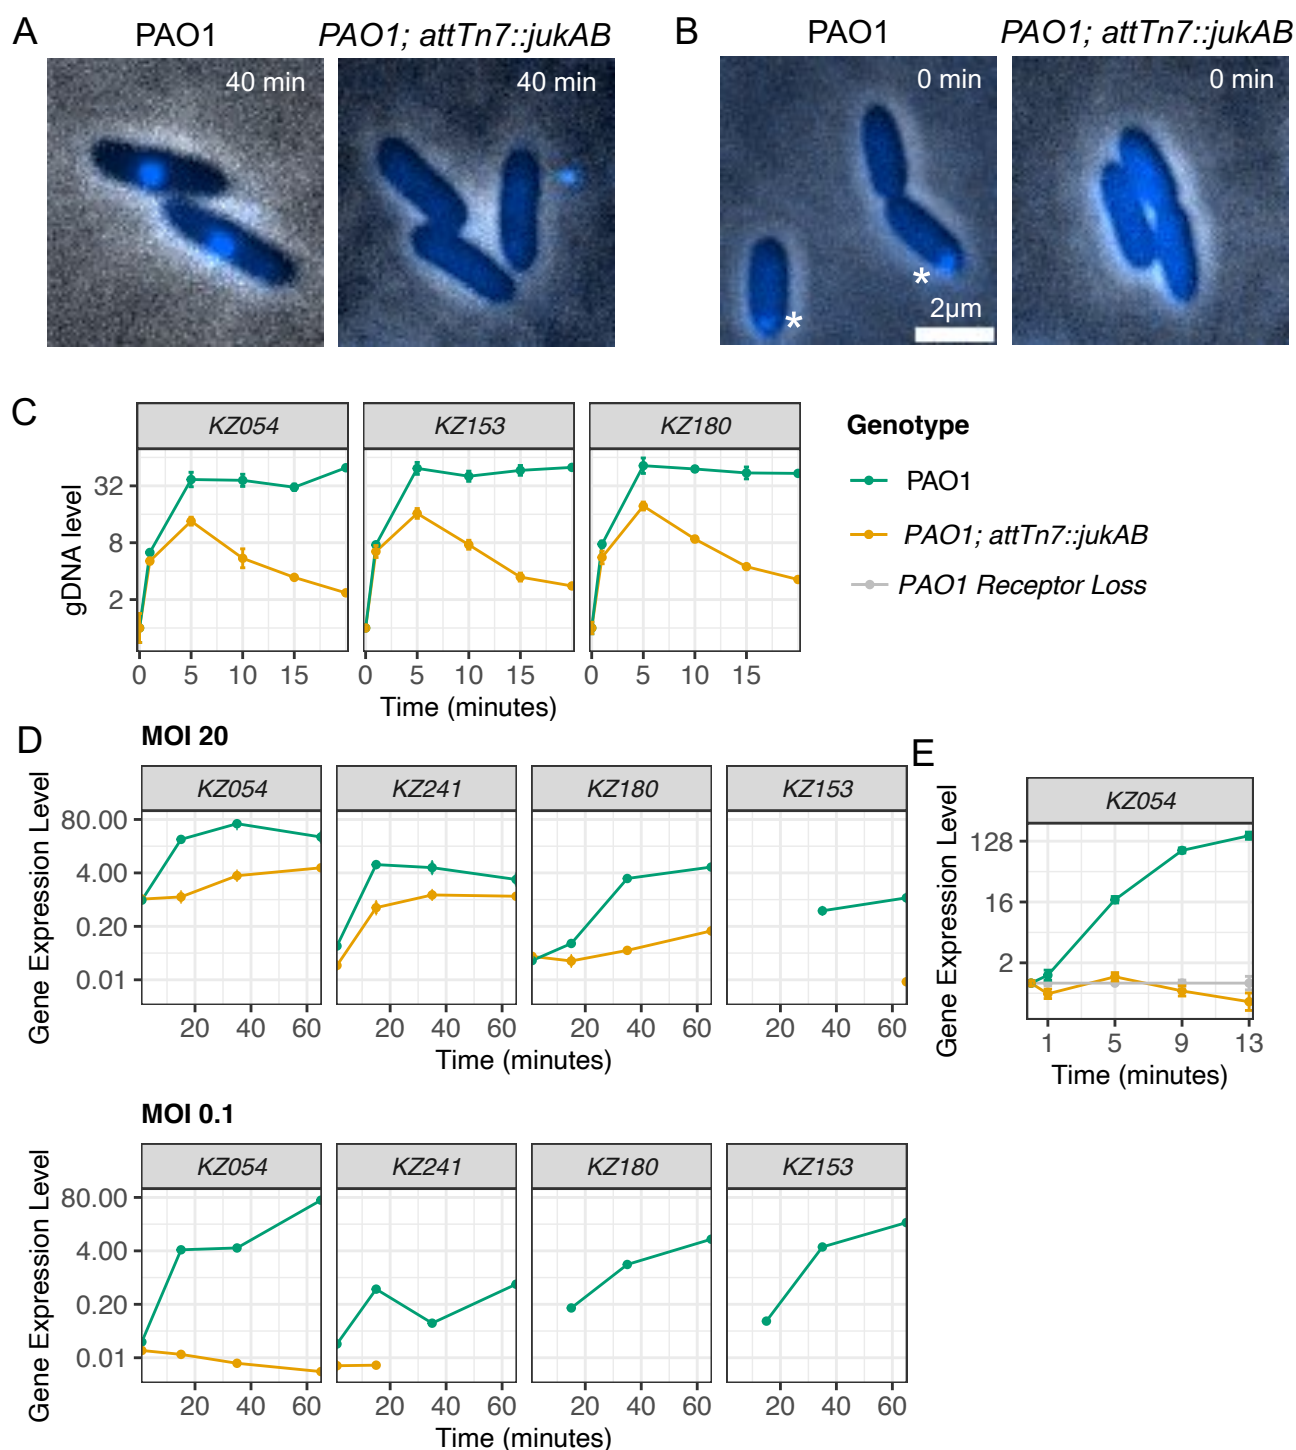 A
PAO1
PAO1; attTn7::jukAB
B
PAO1
PAO1; attTn7::jukAB
40 min
40 min
0 min
0 min
*
*
2µm
C
KZ054
KZ153
KZ180
gDNA level
32
8
2
0 5 10 15
0 5 10 15
0 5 10 15
Time (minutes)
Genotype
PAO1
PAO1; attTn7::jukAB
PAO1 Receptor Loss
D
MOI 20
KZ054
KZ241
KZ180
KZ153
Gene Expression Level
80.00
4.00
0.20
0.01
20 40 60
20 40 60
20 40 60
20 40 60
Time (minutes)
E
KZ054
Gene Expression Level
128
16
2
1 5 9 13
Time (minutes)
MOI 0.1
KZ054
KZ241
KZ180
KZ153
Gene Expression Level
80.00
4.00
0.20
0.01
20 40 60
20 40 60
20 40 60
20 40 60
Time (minutes)